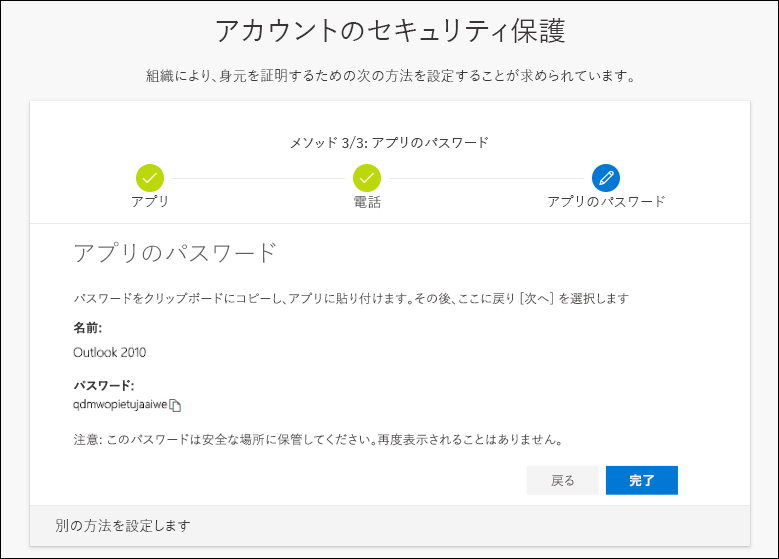 アカウントのセキュリティ保護
組織により、身元を証明するための次の方法を設定することが求められています。
メソッド 3/3: アプリのパスワード
アプリ
電話
アプリのパスワード
アプリのパスワード
パスワードをクリップボードにコピーし、アプリに貼り付けます。その後、ここに戻り [次へ] を選択します
名前:
Outlook 2010
パスワード:
qdmwopietujaaiwe
注意: このパスワードは安全な場所に保管してください。再度表示されることはありません。
戻る
完了
別の方法を設定します